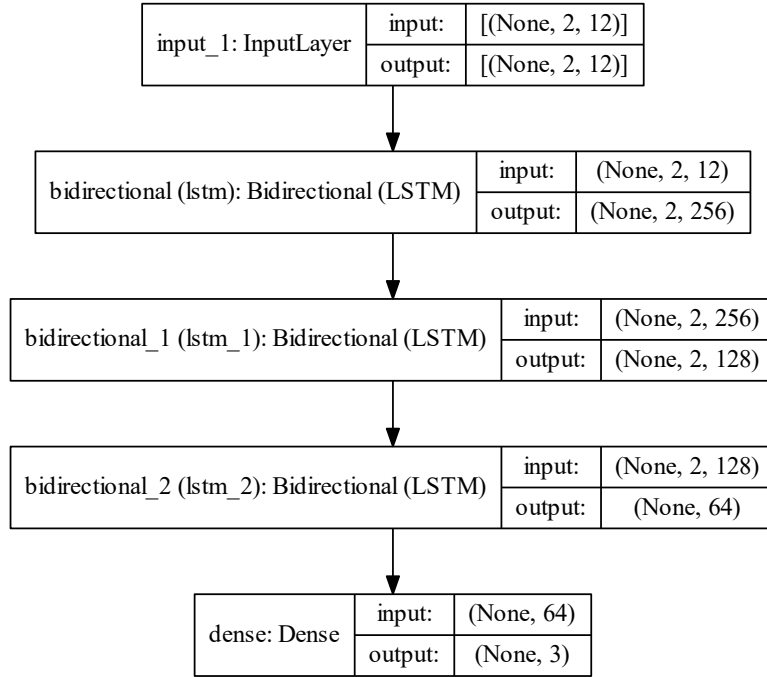 input_1: InputLayer
input: [(None, 2, 12)]
output: [(None, 2, 12)]
bidirectional (lstm): Bidirectional (LSTM)
input: (None, 2, 12)
output: (None, 2, 256)
bidirectional_1 (lstm_1): Bidirectional (LSTM)
input: (None, 2, 256)
output: (None, 2, 128)
bidirectional_2 (lstm_2): Bidirectional (LSTM)
input: (None, 2, 128)
output: (None, 64)
dense: Dense
input: (None, 64)
output: (None, 3)